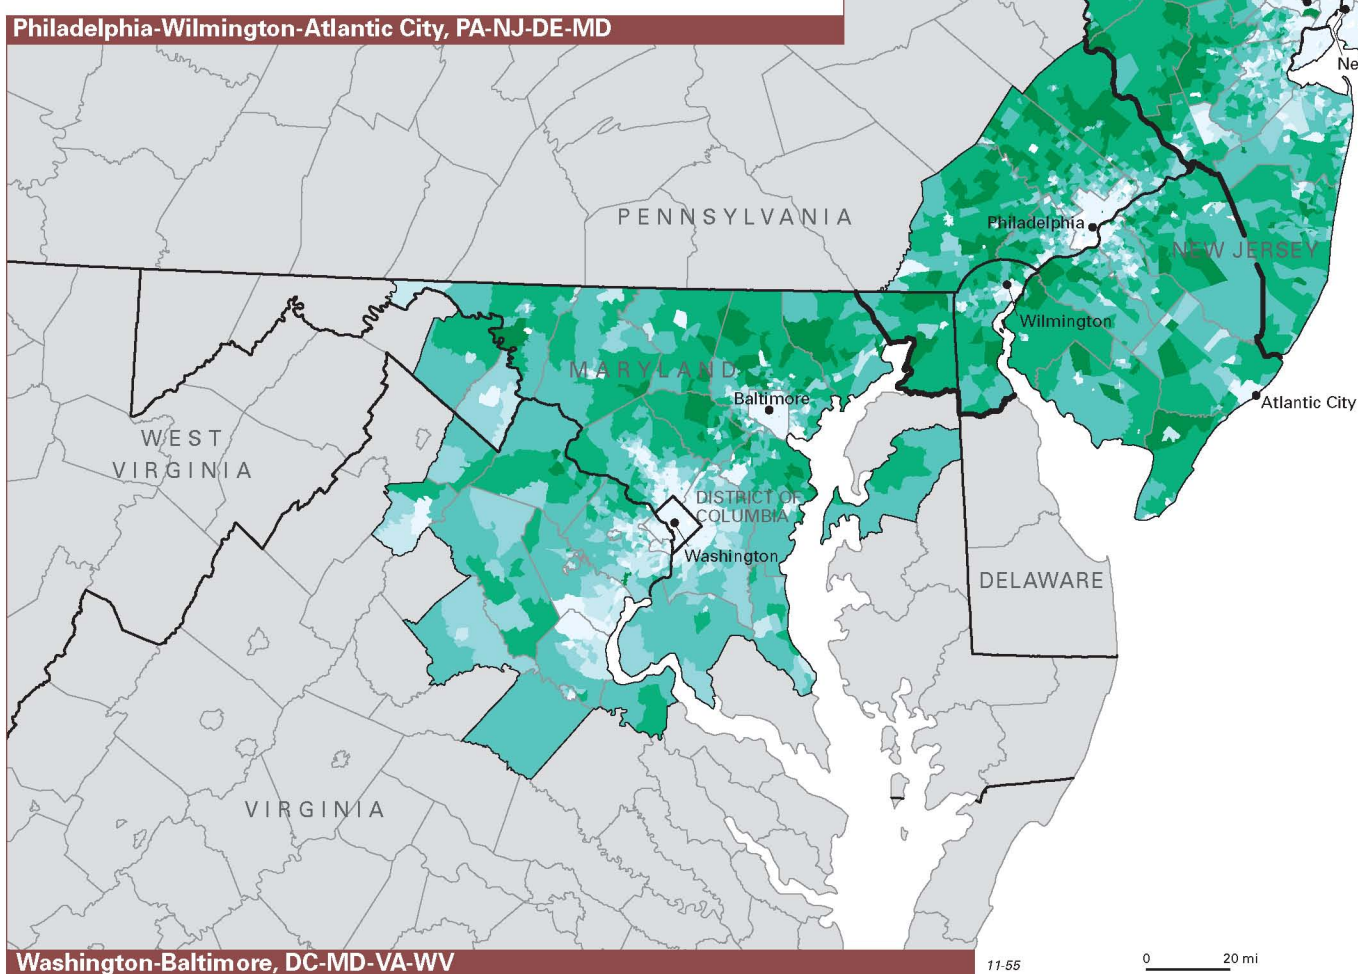 Philadelphia-Wilmington-Atlantic City, PA-NJ-DE-MD
Ne
PENNSYLVANIA
Philadelphia
NEW JERSEY
Wilmington
MARYLAND
Baltimore
Atlantic City
WEST
VIRGINIA
DISTRICT OF
COLUMBIA
Washington
DELAWARE
VIRGINIA
Washington-Baltimore, DC-MD-VA-WV
11-55
0 20 mi